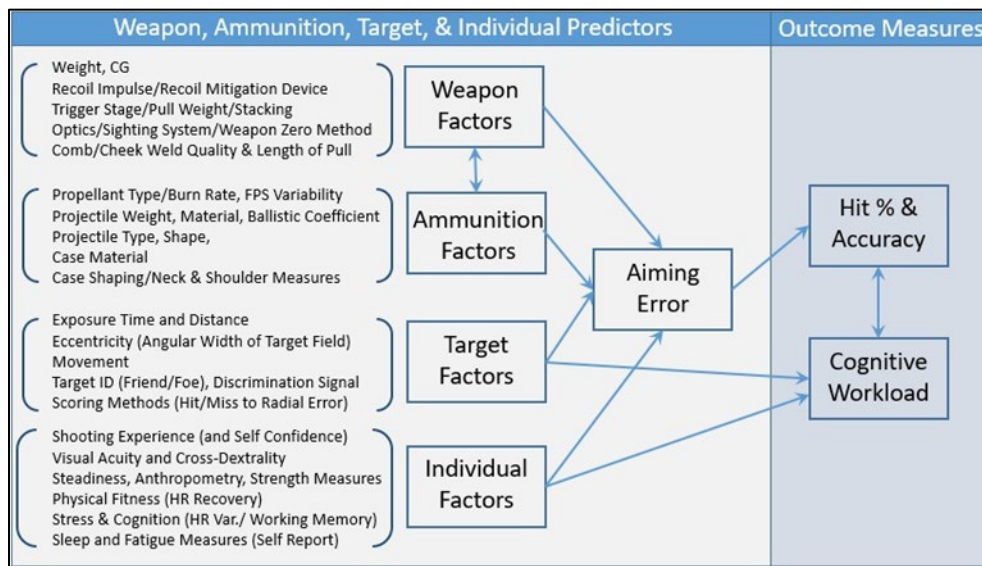 Weapon, Ammunition, Target, & Individual Predictors
Outcome Measures
Weight, CG
Recoil Impulse/Recoil Mitigation Device
Trigger Stage/Pull Weight/Stacking
Optics/Sighting System/Weapon Zero Method
Comb/Cheek Weld Quality & Length of Pull
Weapon
Factors
Propellant Type/Burn Rate, FPS Variability
Projectile Weight, Material, Ballistic Coefficient
Projectile Type, Shape,
Case Material
Case Shaping/Neck & Shoulder Measures
Ammunition
Factors
Exposure Time and Distance
Eccentricity (Angular Width of Target Field)
Movement
Target ID (Friend/Foe), Discrimination Signal
Scoring Methods (Hit/Miss to Radial Error)
Target
Factors
Shooting Experience (and Self Confidence)
Visual Acuity and Cross-Dextrality
Steadiness, Anthropometry, Strength Measures
Physical Fitness (HR Recovery)
Stress & Cognition (HR Var./ Working Memory)
Sleep and Fatigue Measures (Self Report)
Individual
Factors
Aiming
Error
Hit % &
Accuracy
Cognitive
Workload